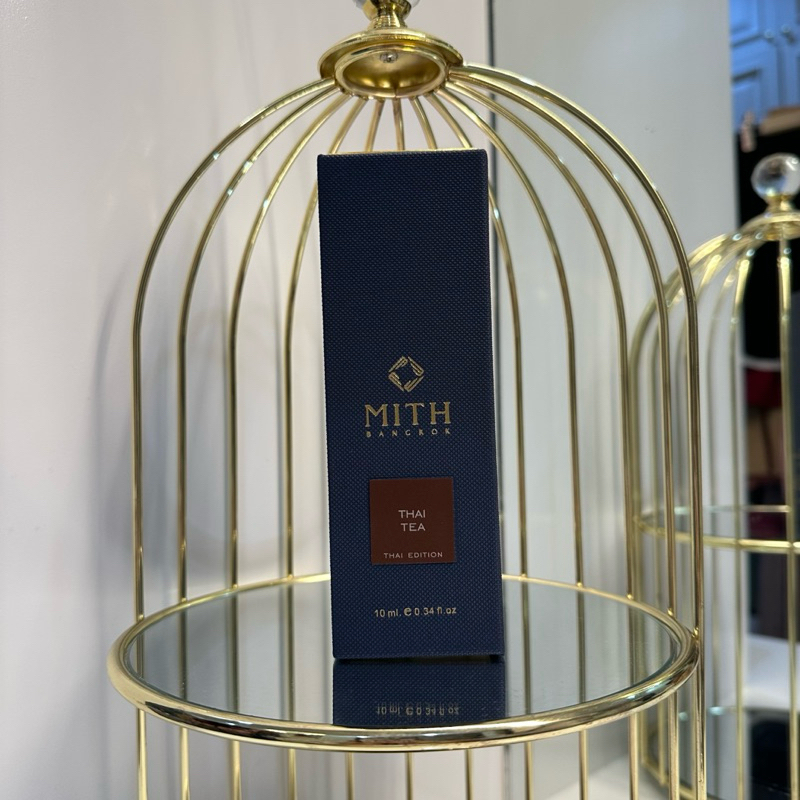 MITH
BANGKOK
THAI
TEA
THAI EDITION
10 ml. e 0 34 fl.oz